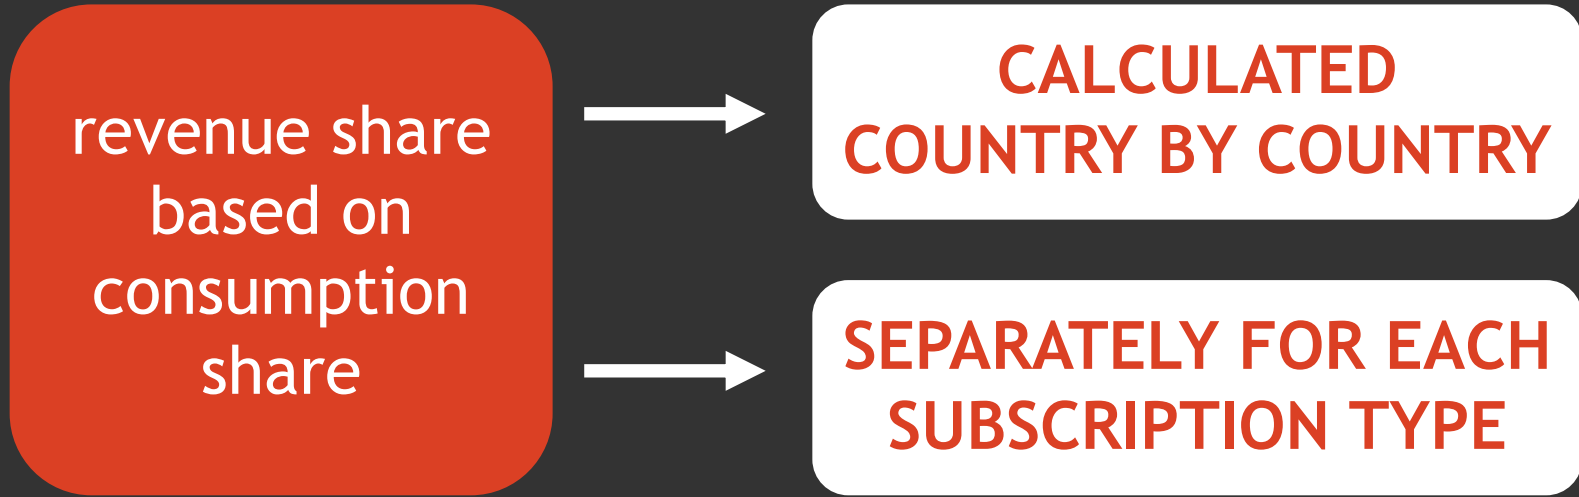 revenue share
based on
consumption
share
CALCULATED
COUNTRY BY COUNTRY
SEPARATELY FOR EACH
SUBSCRIPTION TYPE